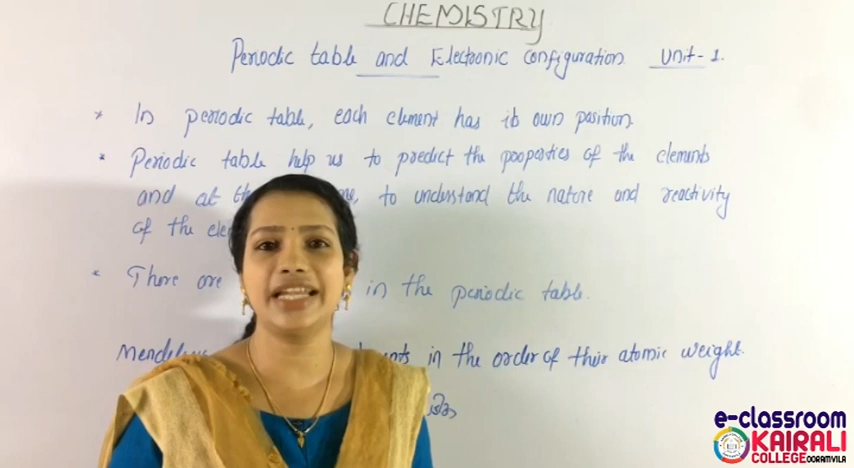 CHEMISTRY
Periodic table and Electronic configuration Unit-1.
* In periodic table, each element has its own position
* Periodic table help us to predict the properties of the elements
and at to understand the nature and reactivity
of the
* There are in the periodic table.
in the order of their atomic weight.
e-classroom
KAIRALI
COLLEGE OORAMVILA